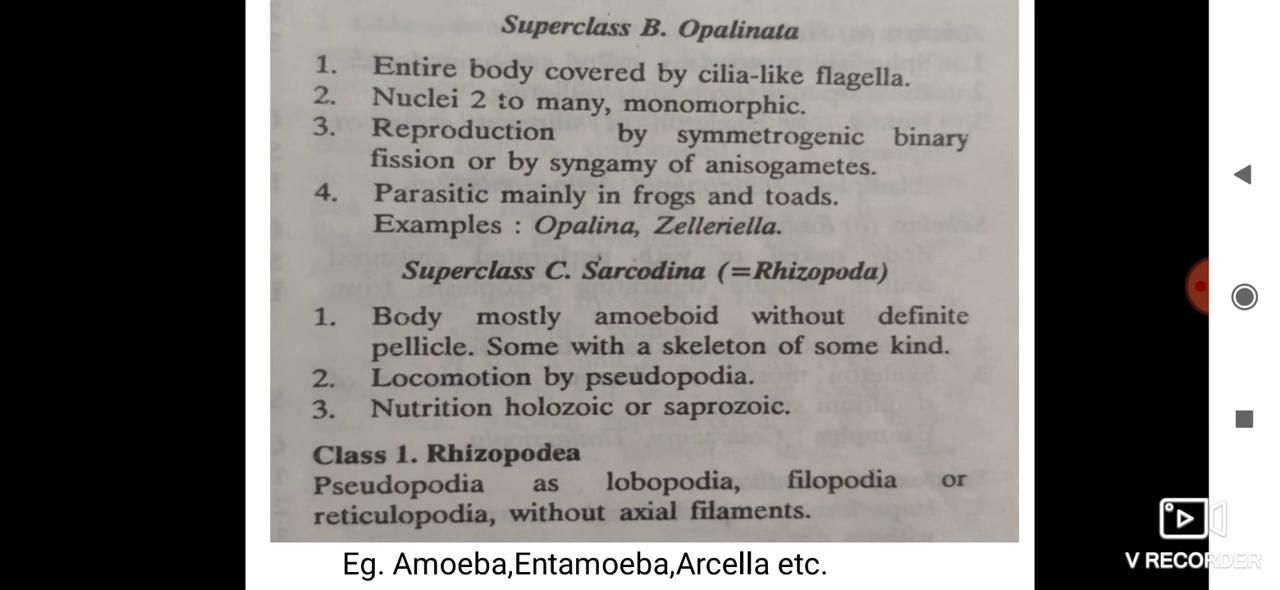 Superclass B. Opalinata
1. Entire body covered by cilia-like flagella.
2. Nuclei 2 to many, monomorphic.
3. Reproduction by symmetrogenic binary
fission or by syngamy of anisogametes.
4. Parasitic mainly in frogs and toads.
Examples : Opalina, Zelleriella.
Superclass C. Sarcodina (=Rhizopoda)
1. Body mostly amoeboid without definite
pellicle. Some with a skeleton of some kind.
2. Locomotion by pseudopodia.
3. Nutrition holozoic or saprozoic.
Class 1. Rhizopodea
Pseudopodia as lobopodia, filopodia or
reticulopodia, without axial filaments.
Eg. Amoeba,Entamoeba,Arcella etc.
V RECORDER